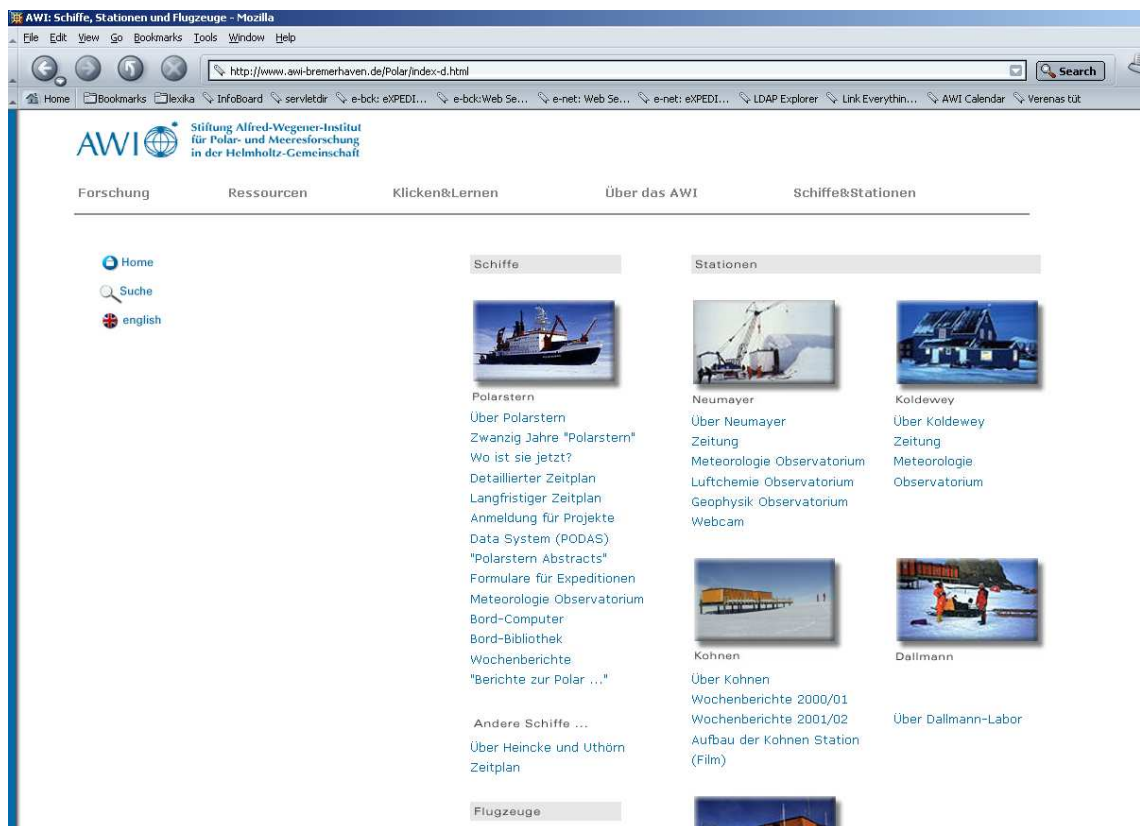 AWI: Schiffe, Stationen und Flugzeuge - Mozilla
File Edit View Go Bookmarks Tools Window Help
http://www.awi-bremerhaven.de/Polar/index-d.html
Search
Home Bookmarks lexika InfoBoard servletdir e-bck: eXPEDI... e-bck:Web Se... e-net: Web Se... e-net: eXPEDI... LDAP Explorer Link Everythin... AWI Calendar Verenas tüt
AWI
Stiftung Alfred-Wegener-Institut
für Polar- und Meeresforschung
in der Helmholtz-Gemeinschaft
Forschung Ressourcen Klicken&Lernen Über das AWI Schiffe&Stationen
Home
Suche
english
Schiffe
Polarstern
Über Polarstern
Zwanzig Jahre "Polarstern"
Wo ist sie jetzt?
Detaillierter Zeitplan
Langfristiger Zeitplan
Anmeldung für Projekte
Data System (PODAS)
"Polarstern Abstracts"
Formulare für Expeditionen
Meteorologie Observatorium
Bord-Computer
Bord-Bibliothek
Wochenberichte
"Berichte zur Polar ..."
Andere Schiffe ...
Über Heincke und Uthörn
Zeitplan
Flugzeuge
Stationen
Neumayer
Über Neumayer
Zeitung
Meteorologie Observatorium
Luftchemie Observatorium
Geophysik Observatorium
Webcam
Koldewey
Über Koldewey
Zeitung
Meteorologie
Observatorium
Kohnen
Über Kohnen
Wochenberichte 2000/01
Wochenberichte 2001/02
Aufbau der Kohnen Station
(Film)
Dallmann
Über Dallmann-Labor